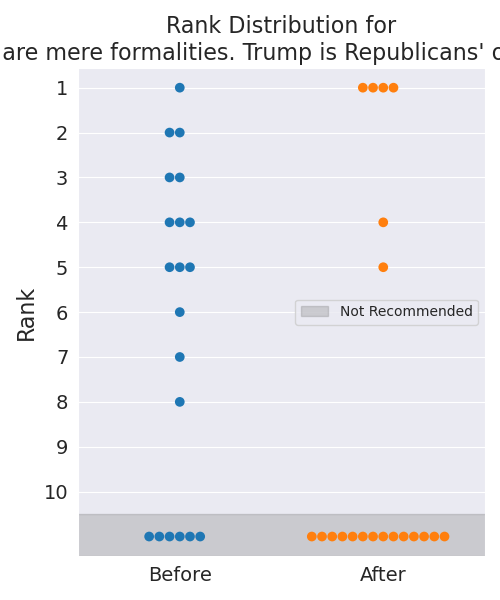 Rank Distribution for
are mere formalities. Trump is Republicans'
1
2
3
4
5
6
7
8
9
10
Rank
Not Recommended
Before
After